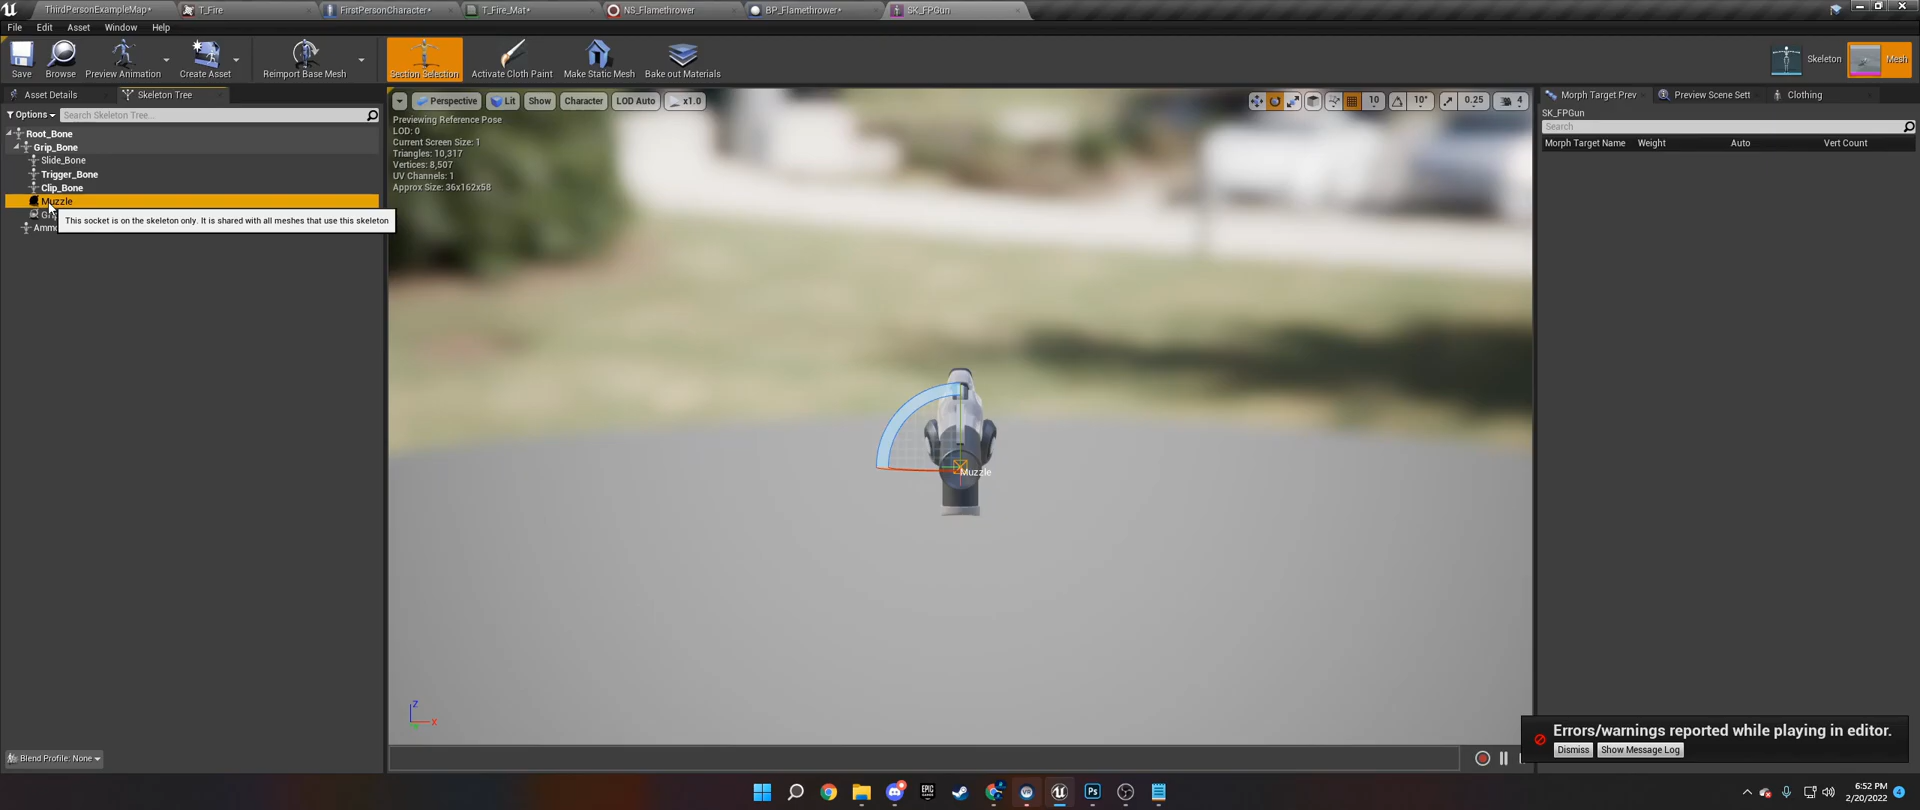 ThirdPersonExampleMap*
T_Fire
FirstPersonCharacter*
T_Fire_Mat*
NS_Flamethrower
BP_Flamethrower*
SK_FPGun
File Edit Asset Window Help
Save
Browse
Preview Animation
Create Asset
Reimport Base Mesh
Section Selection
Activate Cloth Paint
Make Static Mesh
Bake out Materials
Skeleton
Mesh
Asset Details
Skeleton Tree
Options
Search Skeleton Tree...
Root_Bone
Grip_Bone
Slide_Bone
Trigger_Bone
Clip_Bone
Muzzle
This socket is on the skeleton only. It is shared with all meshes that use this skeleton
Perspective
Lit
Show
Character
LOD Auto
x1.0
10
10°
0.25
4
Previewing Reference Pose
LOD: 0
Current Screen Size: 1
Triangles: 10,317
Vertices: 8,507
UV Channels: 1
Approx Size: 36x162x58
Muzzle
Z
X
Morph Target Prev
Preview Scene Sett
Clothing
SK_FPGun
Search
Morph Target Name Weight Auto Vert Count
Blend Profile: None
Errors/warnings reported while playing in editor.
Dismiss
Show Message Log
6:52 PM
2/20/2022
4